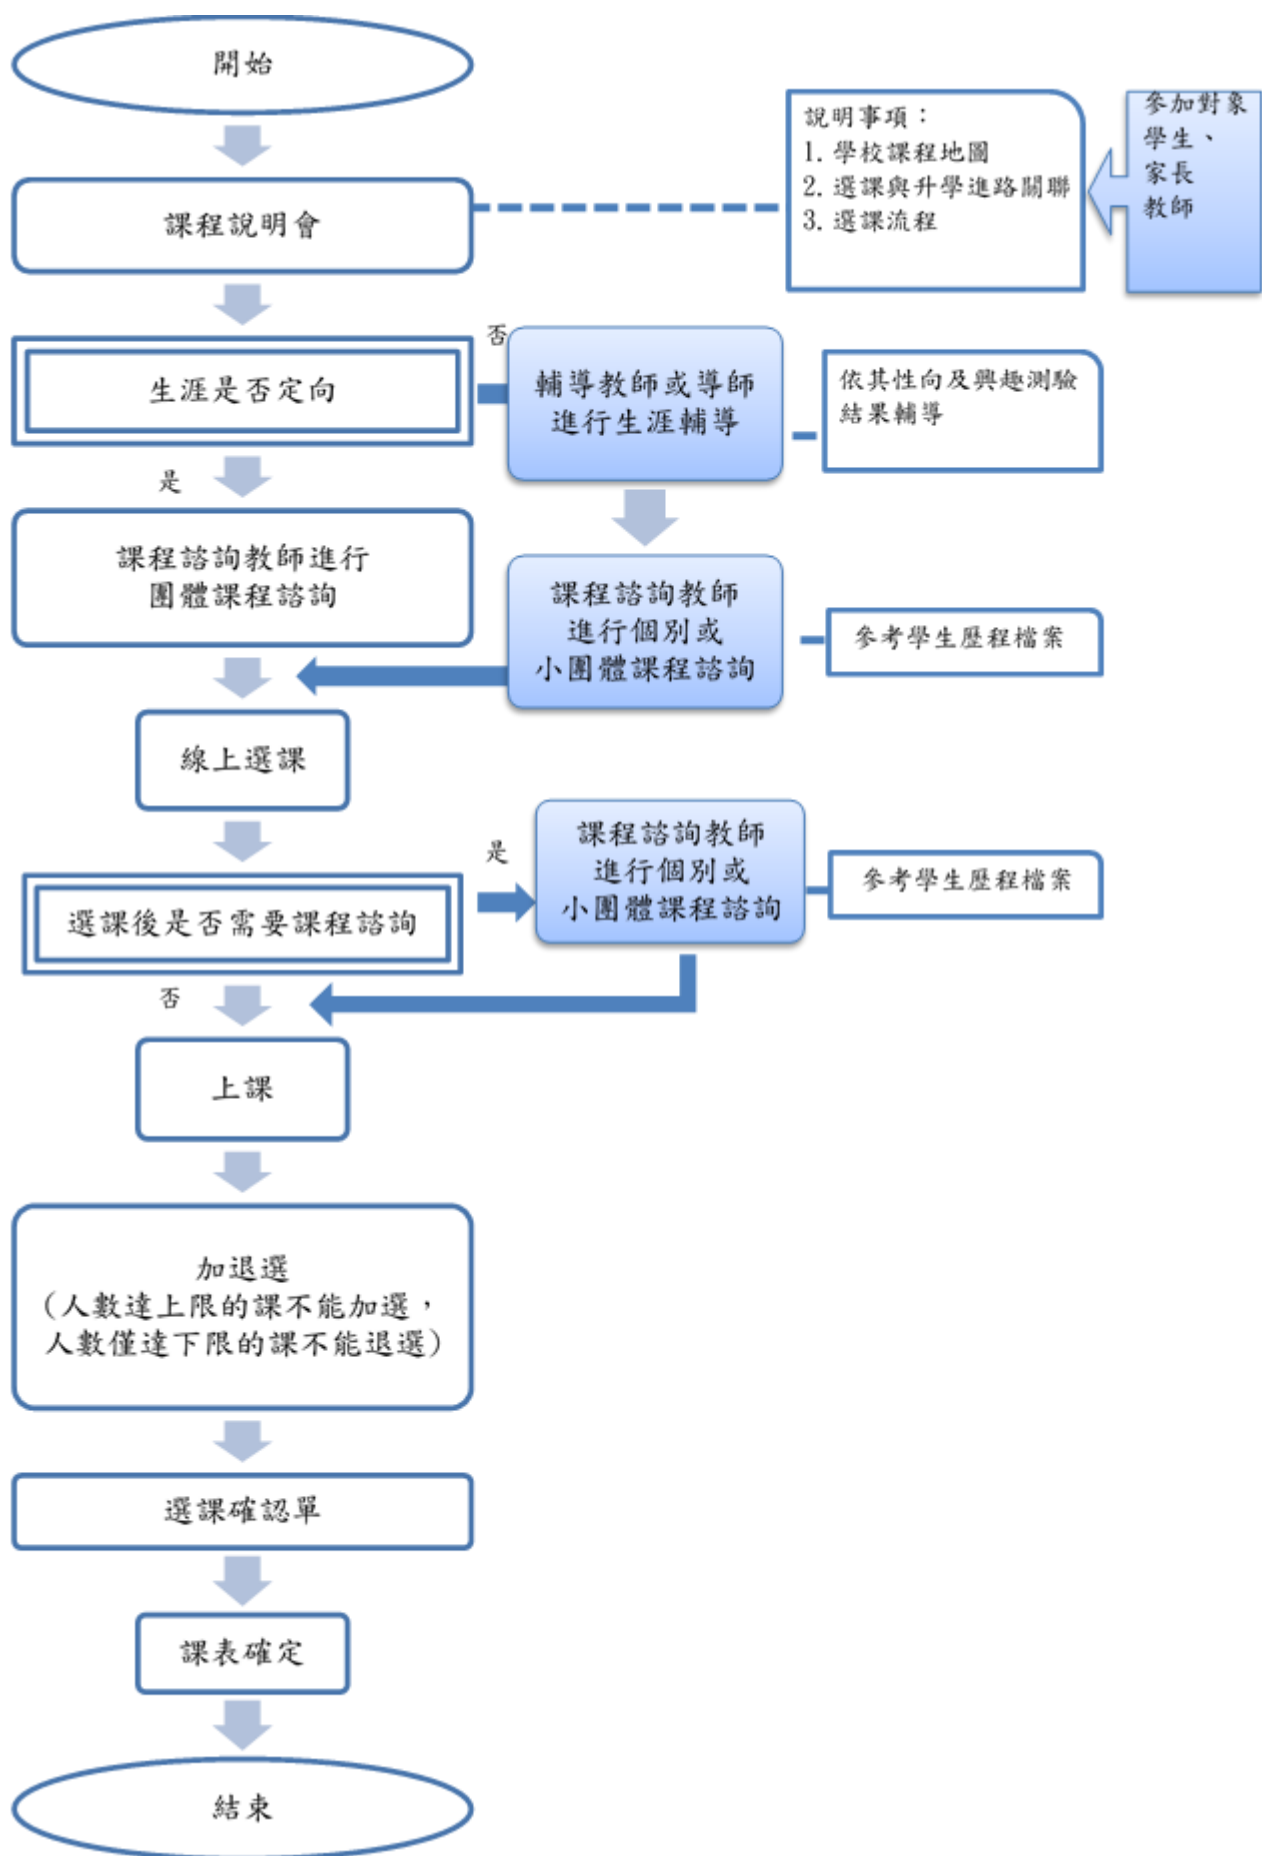 開始
課程說明會
說明事項：
1. 學校課程地圖
2. 選課與升學進路關聯
3. 選課流程
參加對象
學生、
家長
教師
生涯是否定向
否
輔導教師或導師
進行生涯輔導
依其性向及興趣測驗
結果輔導
是
課程諮詢教師進行
團體課程諮詢
課程諮詢教師
進行個別或
小團體課程諮詢
參考學生歷程檔案
線上選課
選課後是否需要課程諮詢
是
課程諮詢教師
進行個別或
小團體課程諮詢
參考學生歷程檔案
否
上課
加退選
(人數達上限的課不能加選，
人數僅達下限的課不能退選)
選課確認單
課表確定
結束